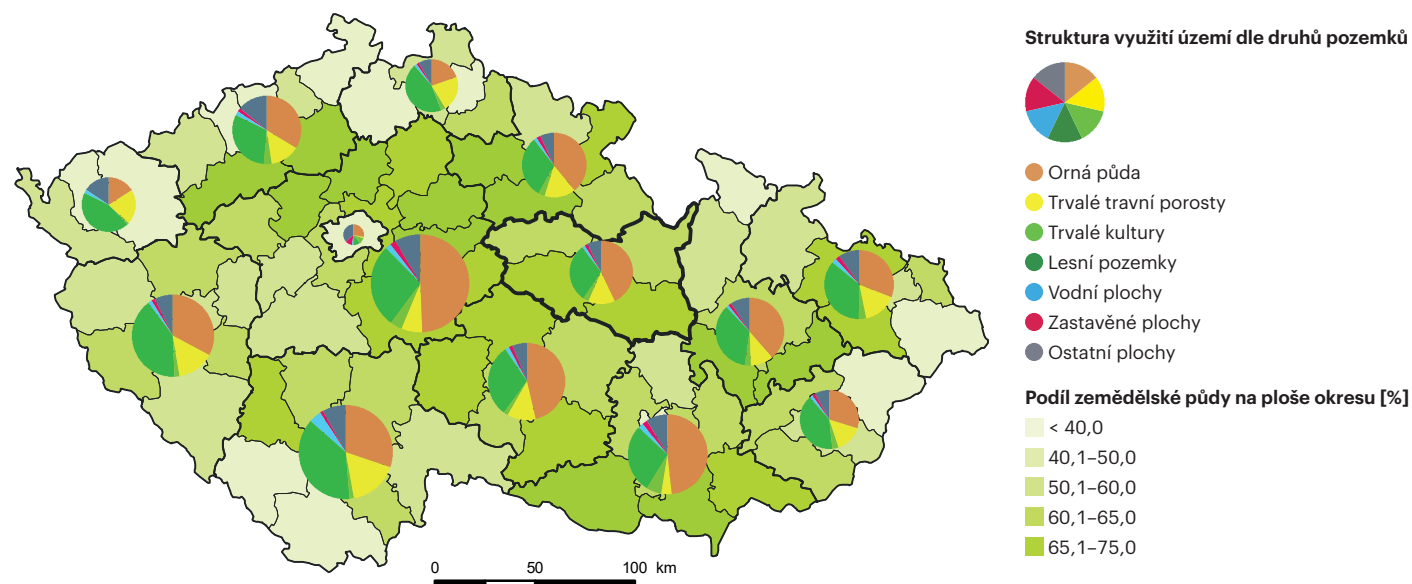 Struktura využití území dle druhů pozemků
Orná půda
Trvalé travní porosty
Trvalé kultury
Lesní pozemky
Vodní plochy
Zastavěné plochy
Ostatní plochy
Podíl zemědělské půdy na ploše okresu [%]
< 40,0
40,1–50,0
50,1–60,0
60,1–65,0
65,1–75,0
0 50 100 km